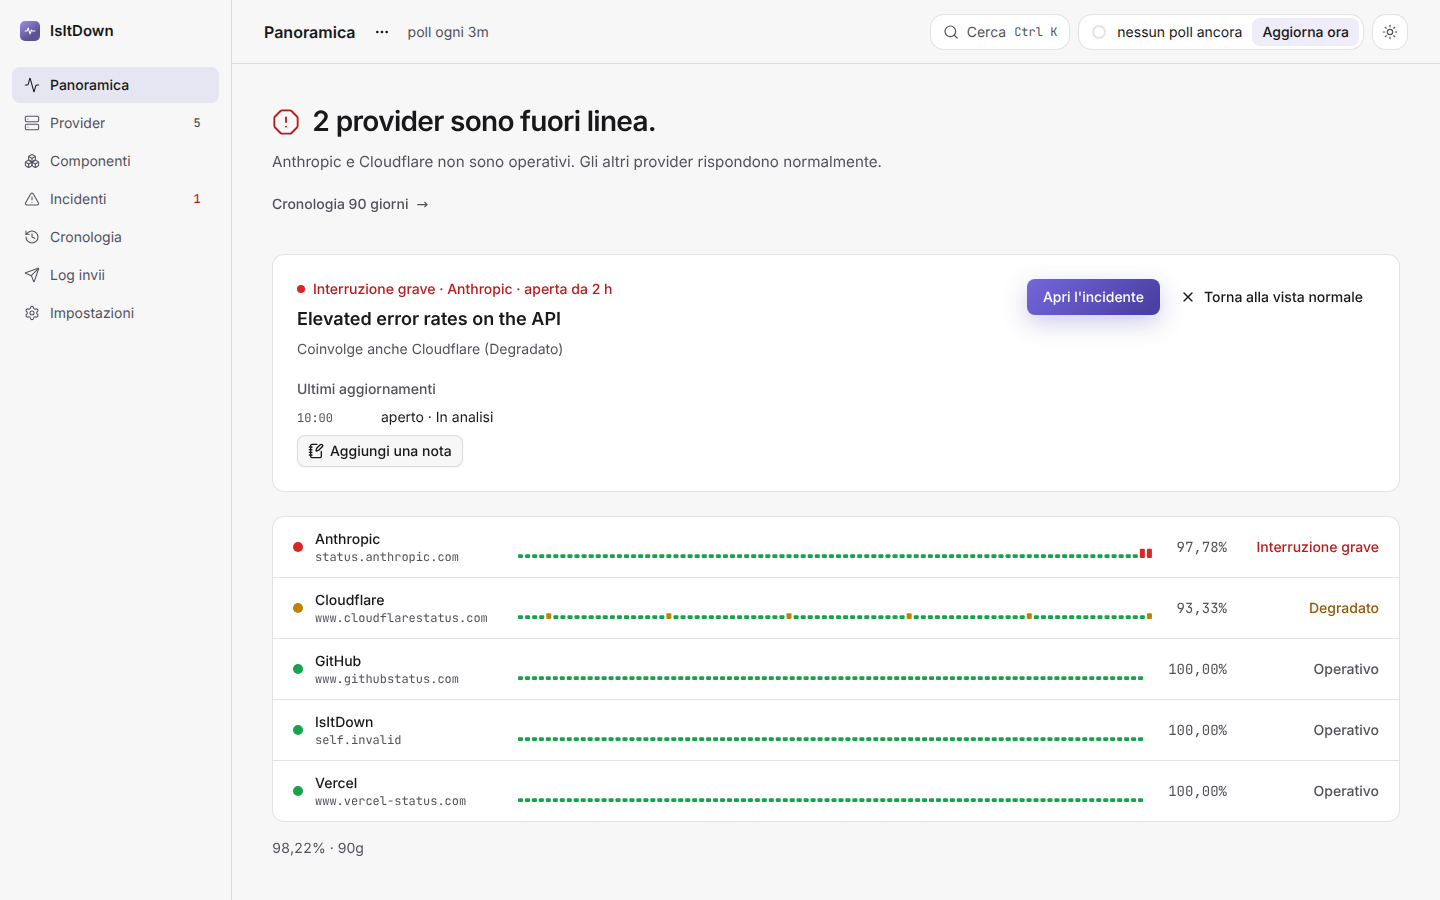 IsItDown
Panoramica
Provider 5
Componenti
Incidenti 1
Cronologia
Log invii
Impostazioni
Panoramica ··· poll ogni 3m
Cerca Ctrl K
nessun poll ancora Aggiorna ora
2 provider sono fuori linea.
Anthropic e Cloudflare non sono operativi. Gli altri provider rispondono normalmente.
Cronologia 90 giorni →
Interruzione grave · Anthropic · aperta da 2 h
Elevated error rates on the API
Coinvolge anche Cloudflare (Degradato)
Apri l'incidente
Torna alla vista normale
Ultimi aggiornamenti
10:00 aperto · In analisi
Aggiungi una nota
Anthropic
status.anthropic.com
97,78% Interruzione grave
Cloudflare
www.cloudflarestatus.com
93,33% Degradato
GitHub
www.githubstatus.com
100,00% Operativo
IsItDown
self.invalid
100,00% Operativo
Vercel
www.vercel-status.com
100,00% Operativo
98,22% · 90g